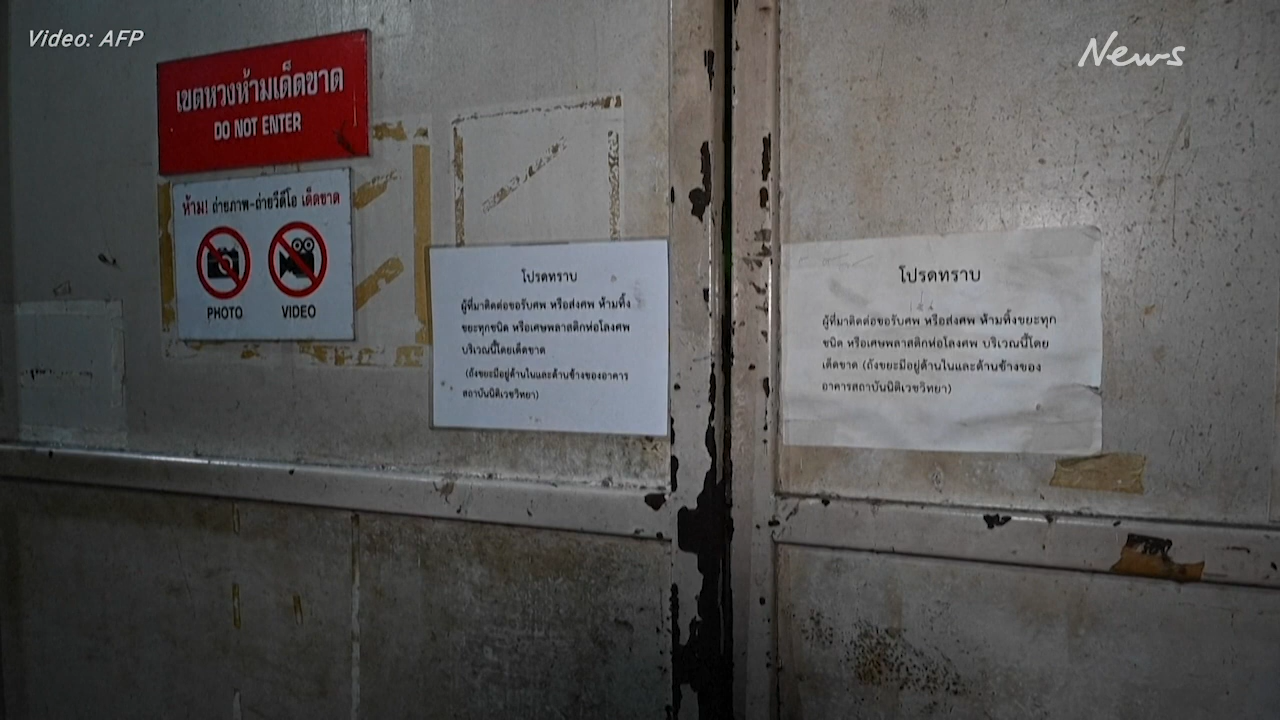 Video: AFP
News
เขตหวงห้ามเด็ดขาด
DO NOT ENTER
ห้าม! ถ่ายภาพ-ถ่ายวีดีโอ เด็ดขาด
PHOTO VIDEO
โปรดทราบ
ผู้ที่มาติดต่อขอรับศพ หรือส่งศพ ห้ามทิ้ง
ขยะทุกชนิด หรือเศษพลาสติกห่อโลงศพ
บริเวณนี้โดยเด็ดขาด
(ถังขยะมีอยู่ด้านในและด้านข้างของอาคาร
สถาบันนิติเวชวิทยา)
โปรดทราบ
ผู้ที่มาติดต่อขอรับศพ หรือส่งศพ ห้ามทิ้งขยะทุก
ชนิด หรือเศษพลาสติกห่อโลงศพ บริเวณนี้โดย
เด็ดขาด (ถังขยะมีอยู่ด้านในและด้านข้างของ
อาคารสถาบันนิติเวชวิทยา)